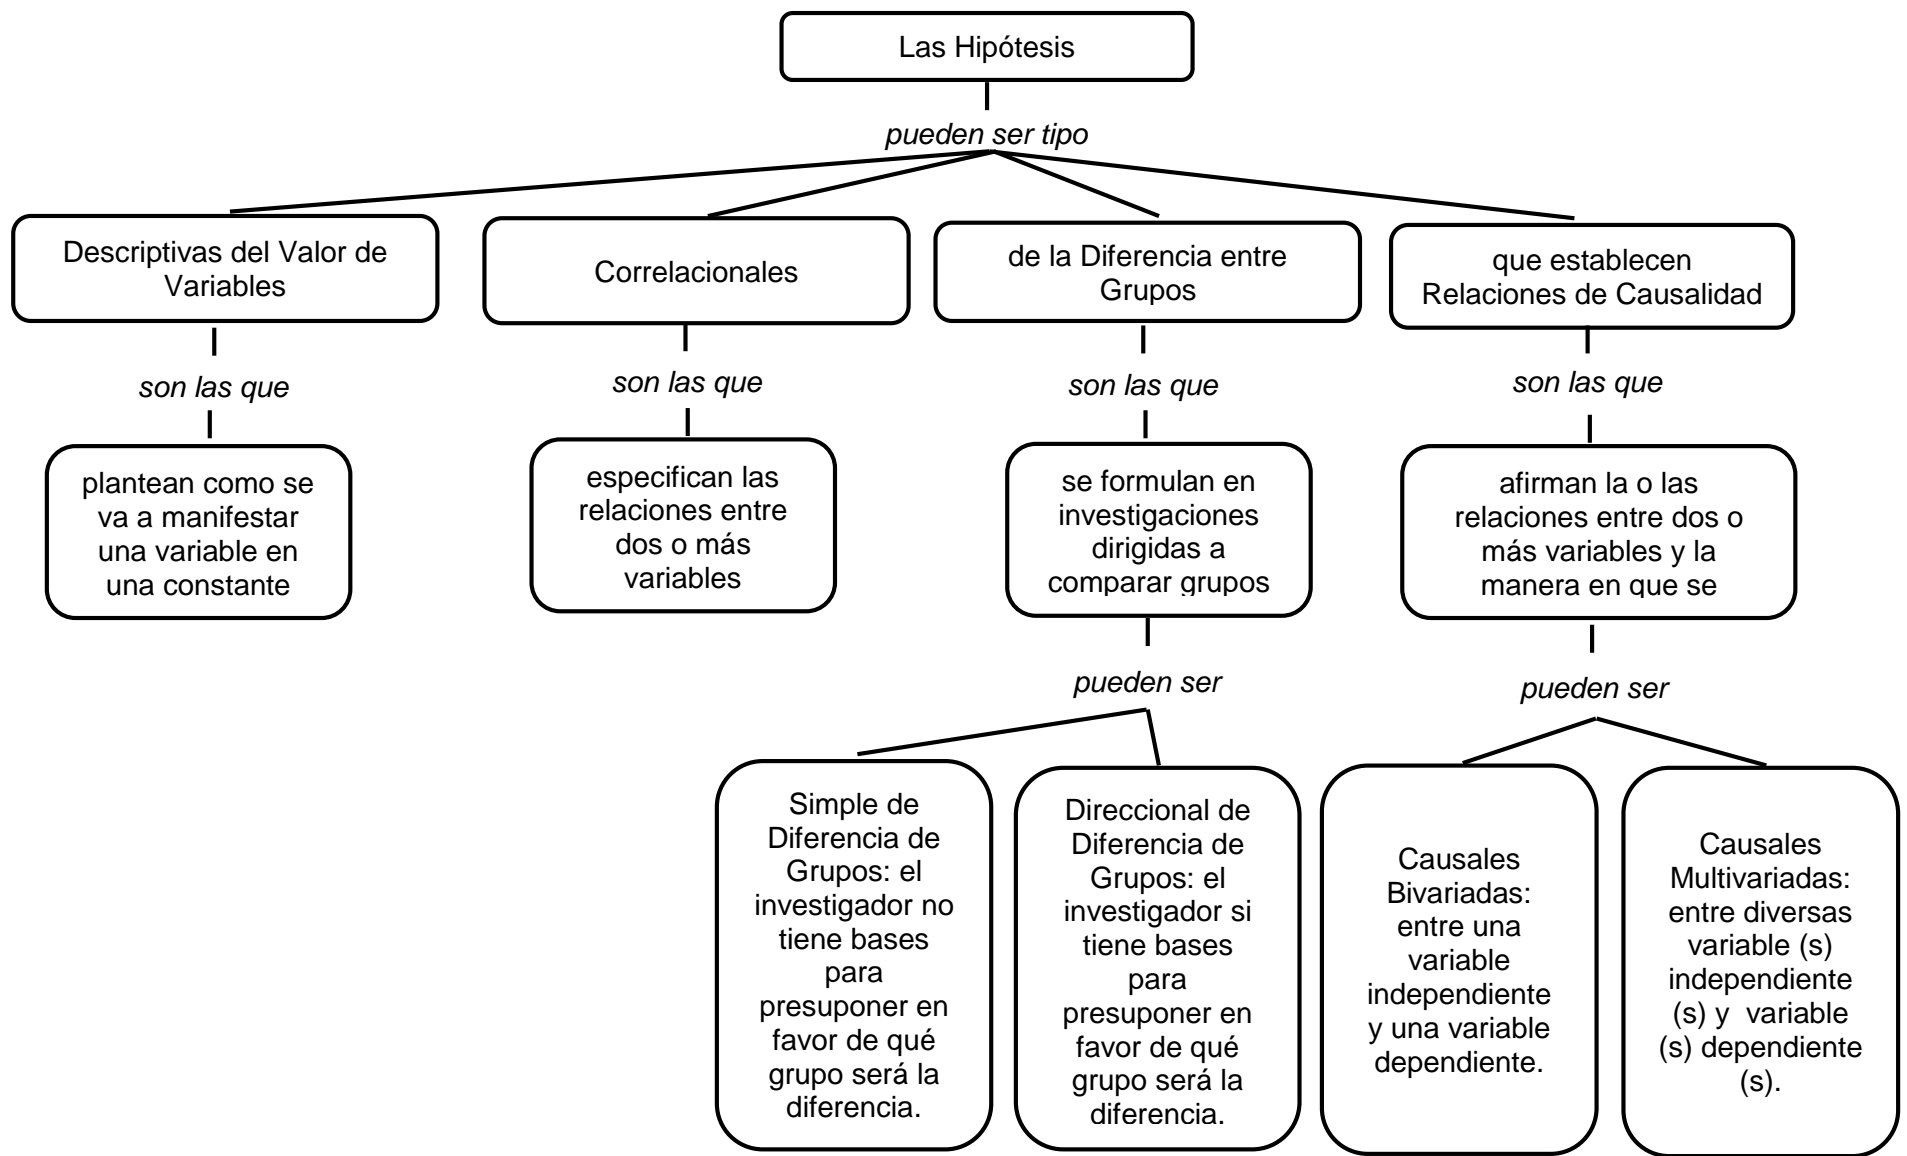 Las Hipótesis
pueden ser tipo
Descriptivas del Valor de
Variables
Correlacionales
de la Diferencia entre
Grupos
que establecen
Relaciones de Causalidad
son las que
son las que
son las que
son las que
plantean como se
va a manifestar
una variable en
una constante
especifican las
relaciones entre
dos o más
variables
se formulan en
investigaciones
dirigidas a
comparar grupos
afirman la o las
relaciones entre dos o
más variables y la
manera en que se
pueden ser
pueden ser
Simple de
Diferencia de
Grupos: el
investigador no
tiene bases
para
presuponer en
favor de qué
grupo será la
diferencia.
Direccional de
Diferencia de
Grupos: el
investigador si
tiene bases
para
presuponer en
favor de qué
grupo será la
diferencia.
Causales
Bivariadas:
entre una
variable
independiente
y una variable
dependiente.
Causales
Multivariadas:
entre diversas
variable (s)
independiente
(s) y  variable
(s) dependiente
(s).